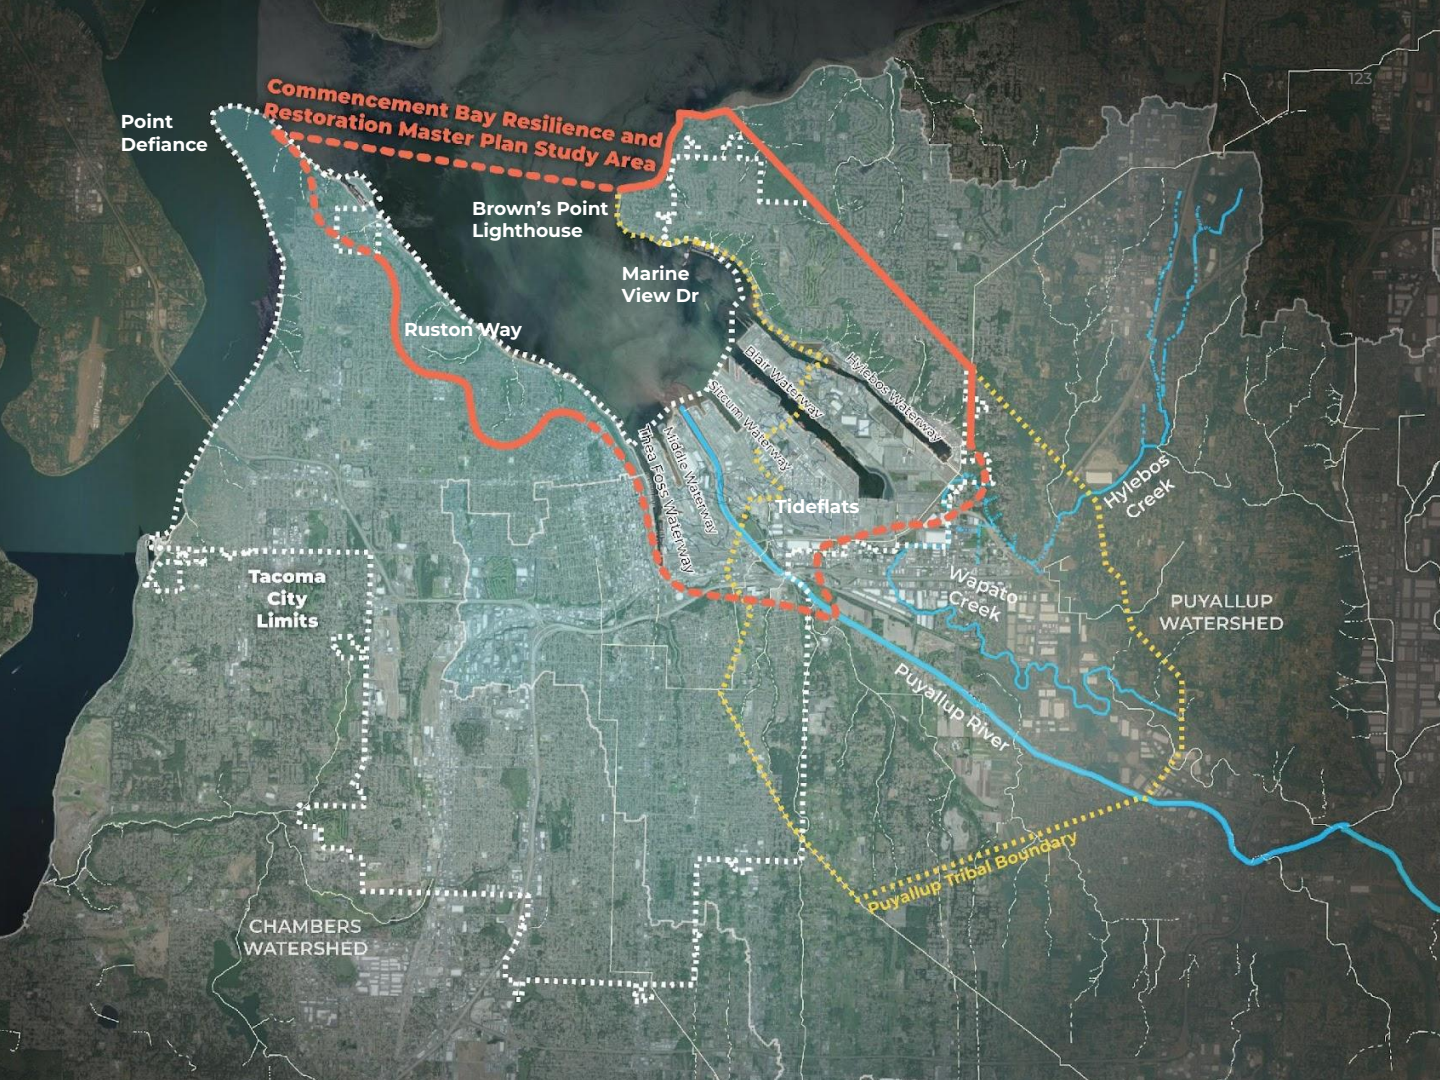 123
Commencement Bay Resilience and
Restoration Master Plan Study Area
Point
Defiance
Brown's Point
Lighthouse
Marine
View Dr
Ruston Way
Blair Waterway
Hylebos Waterway
Sitcum Waterway
Middle Waterway
Thea Foss Waterway
Tideflats
Hylebos
Creek
Wapato
Creek
Tacoma
City
Limits
PUYALLUP
WATERSHED
Puyallup River
Puyallup Tribal Boundary
CHAMBERS
WATERSHED